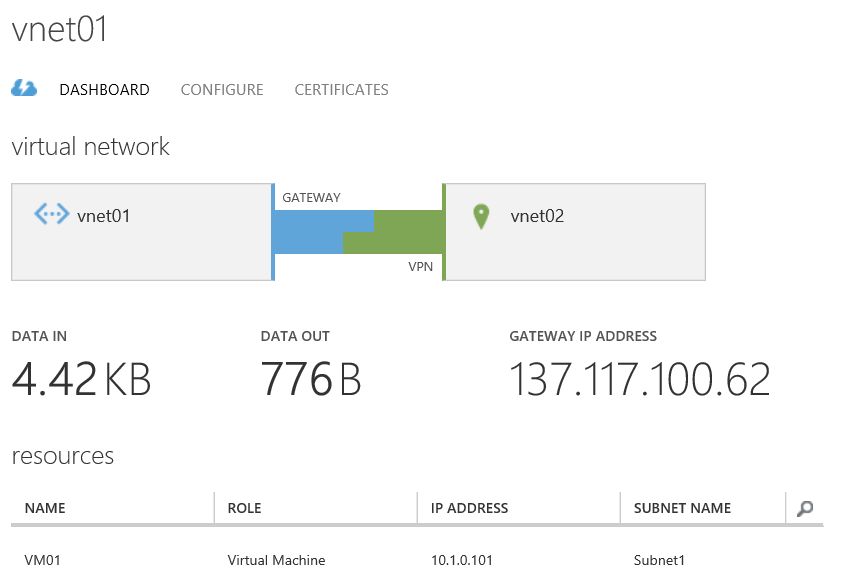 vnet01
DASHBOARD CONFIGURE CERTIFICATES
virtual network
GATEWAY
vnet01 vnet02
VPN
DATA IN DATA OUT GATEWAY IP ADDRESS
4.42 KB 776 B 137.117.100.62
resources
NAME ROLE IP ADDRESS SUBNET NAME
VM01 Virtual Machine 10.1.0.101 Subnet1